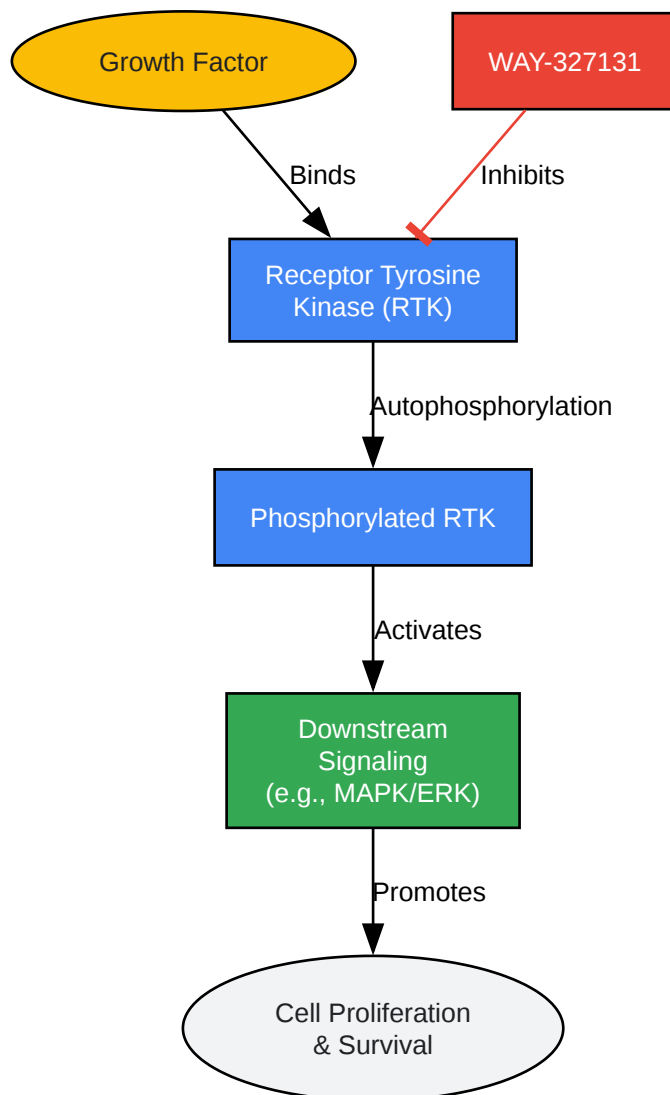 Growth Factor
WAY-327131
Binds
Inhibits
Receptor Tyrosine
Kinase (RTK)
Autophosphorylation
Phosphorylated RTK
Activates
Downstream
Signaling
(e.g., MAPK/ERK)
Promotes
Cell Proliferation
& Survival